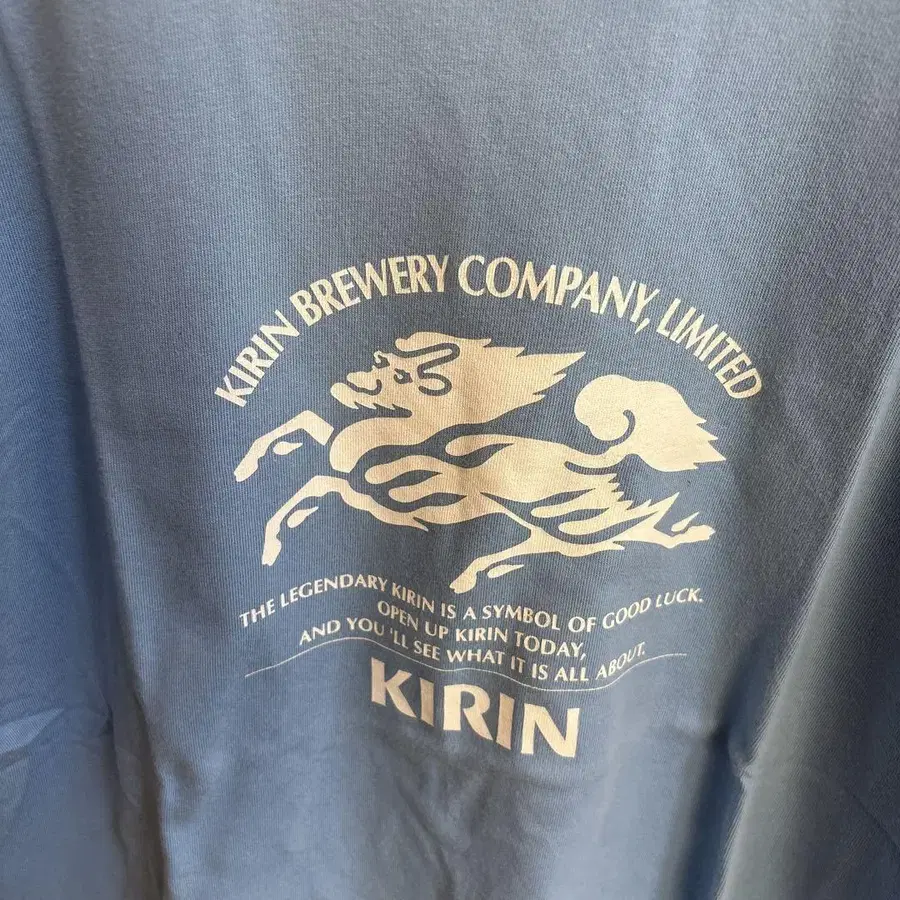 KIRIN BREWERY COMPANY, LIMITED
THE LEGENDARY KIRIN IS A SYMBOL OF GOOD LUCK.
OPEN UP KIRIN TODAY,
AND YOU'LL SEE WHAT IT IS ALL ABOUT.
KIRIN